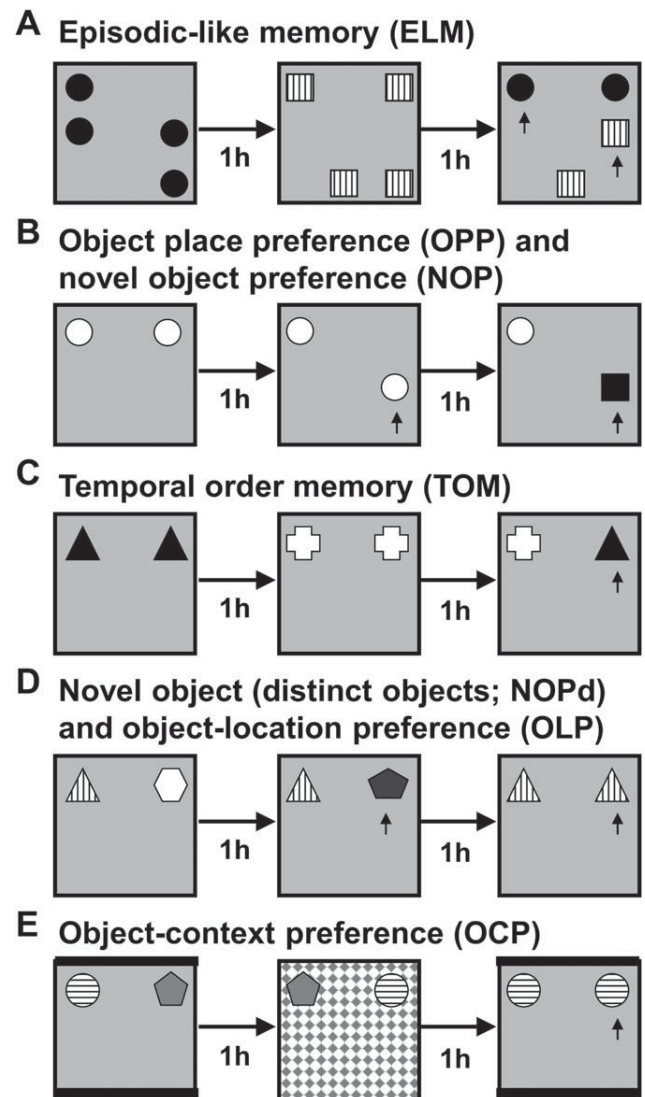 A Episodic-like memory (ELM)
1h 1h
B Object place preference (OPP) and
novel object preference (NOP)
1h 1h
C Temporal order memory (TOM)
1h 1h
D Novel object (distinct objects; NOPd)
and object-location preference (OLP)
1h 1h
E Object-context preference (OCP)
1h 1h